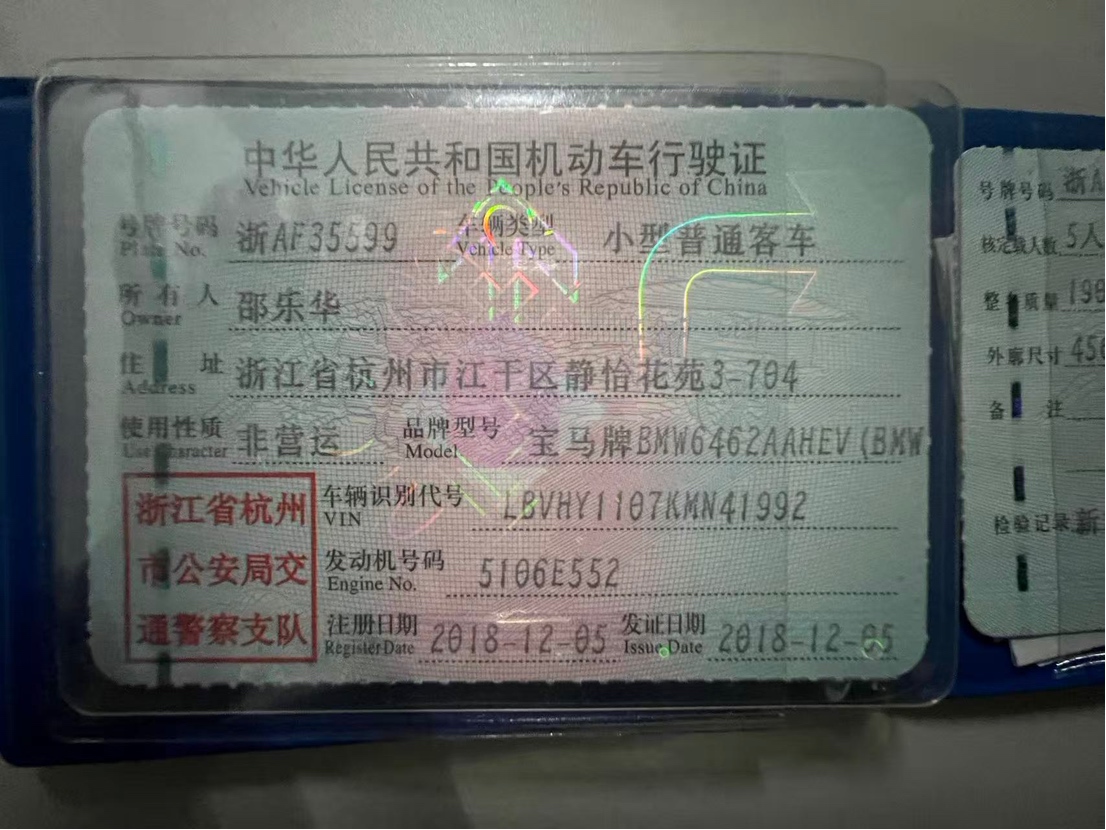 中华人民共和国机动车行驶证
Vehicle License of the People's Republic of China
号牌号码 浙AF35599 车辆类型 小型普通客车
Plate No. Vehicle Type
所有人 邵乐华
Owner
住址 浙江省杭州市江干区静怡花苑3-704
Address
使用性质 非营运 品牌型号 宝马牌BMW6462AAHEV(BMW
Use Character Model
浙江省杭州市公安局交通警察支队
车辆识别代号 LBVHY1107KMN41992
VIN
发动机号码 5106E552
Engine No.
注册日期 2018-12-05 发证日期 2018-12-05
Register Date Issue Date
号牌号码 浙A
核定载人数 5人
整车质量 190
外廓尺寸 456
备注
检验记录 新